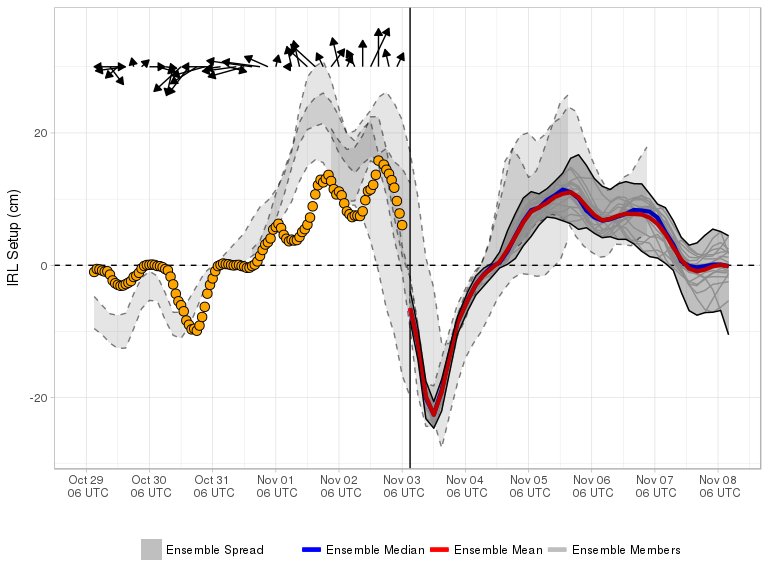 IRL Setup (cm)
20
0
-20
Oct 29 Oct 30 Oct 31 Nov 01 Nov 02 Nov 03 Nov 04 Nov 05 Nov 06 Nov 07 Nov 08
06 UTC 06 UTC 06 UTC 06 UTC 06 UTC 06 UTC 06 UTC 06 UTC 06 UTC 06 UTC 06 UTC
Ensemble Spread Ensemble Median Ensemble Mean Ensemble Members